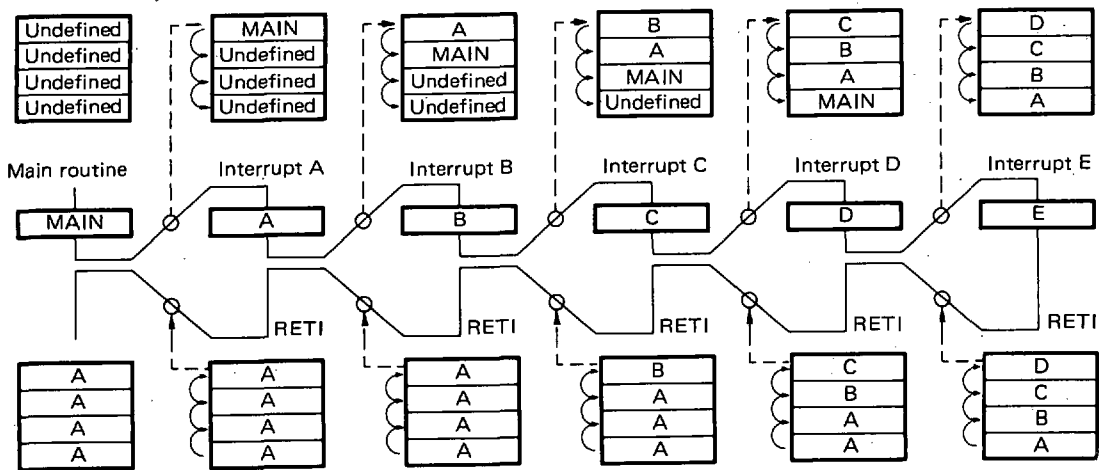 Undefined
Undefined
Undefined
Undefined
MAIN
Undefined
Undefined
Undefined
A
MAIN
Undefined
Undefined
B
A
MAIN
Undefined
C
B
A
MAIN
D
C
B
A
Main routine
Interrupt A
Interrupt B
Interrupt C
Interrupt D
Interrupt E
MAIN
A
B
C
D
E
RETI
RETI
RETI
RETI
RETI
A
A
A
A
A
A
A
A
A
A
A
A
B
A
A
A
C
B
A
A
D
C
B
A